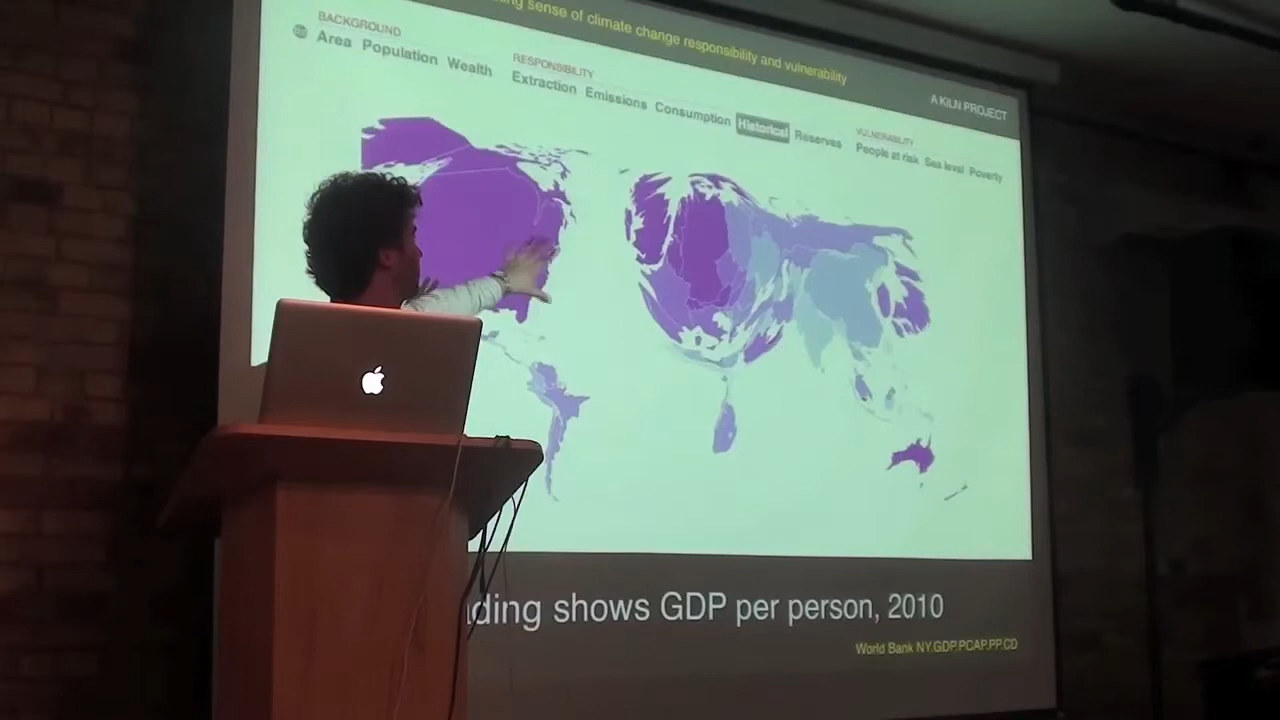 sense of climate change responsibility and vulnerability
A KILN PROJECT
BACKGROUND
Area Population Wealth
RESPONSIBILITY
Extraction Emissions Consumption Historical Reserves
VULNERABILITY
People at risk Sea level Poverty
ding shows GDP per person, 2010
World Bank NY.GDP.PCAP.PP.CD